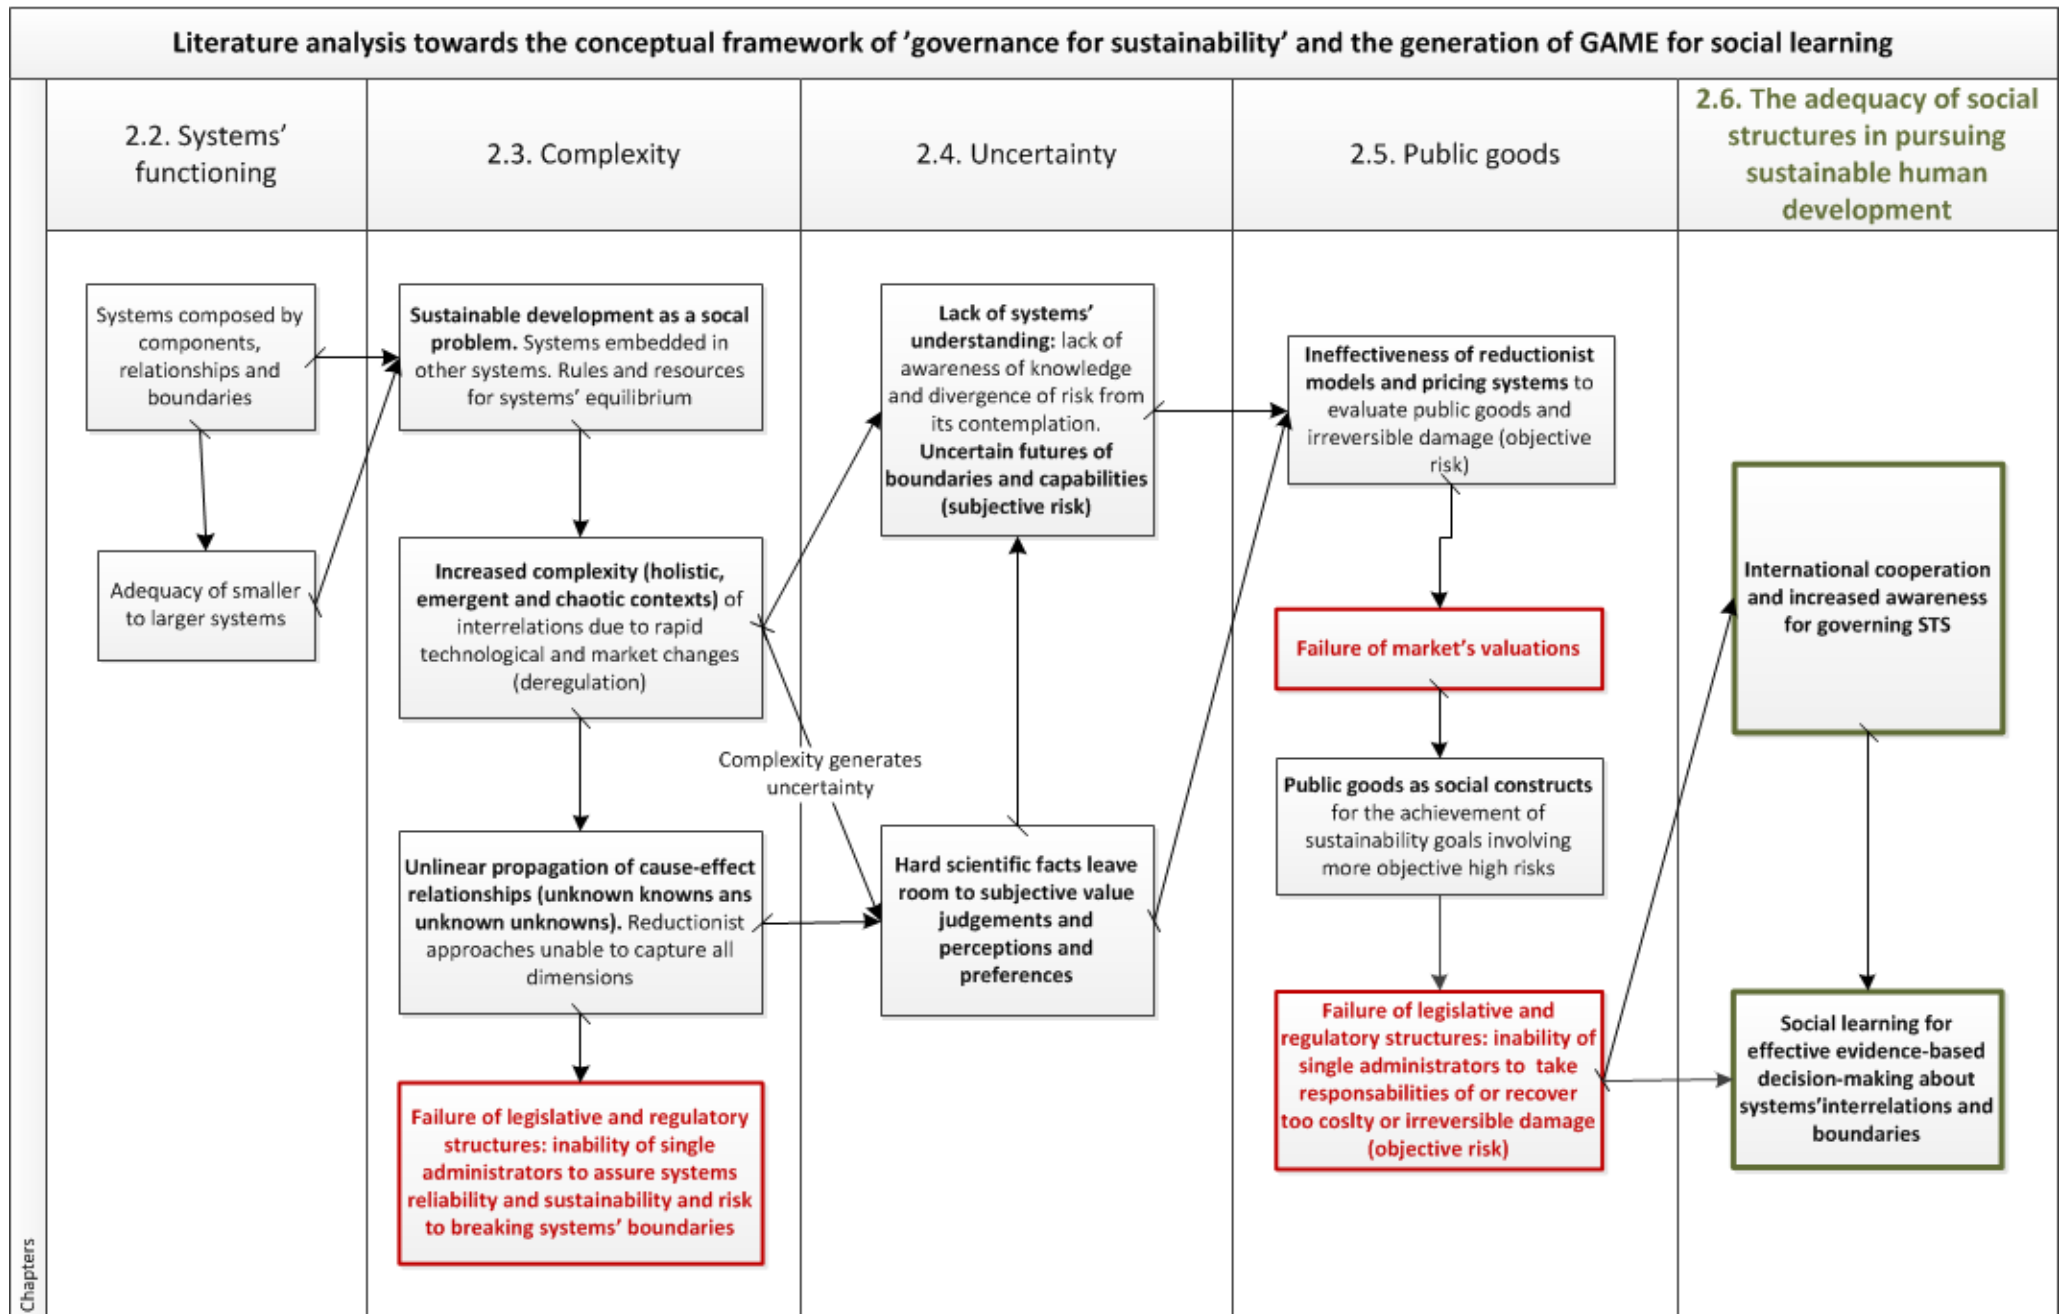 Literature analysis towards the conceptual framework of ’governance for sustainability’ and the generation of GAME for social learning
Chapters
2.2. Systems’
functioning
2.3. Complexity
2.4. Uncertainty
2.5. Public goods
2.6. The adequacy of social
structures in pursuing
sustainable human
development
Systems composed by
components,
relationships and
boundaries
Adequacy of smaller
to larger systems
Sustainable development as a socal
problem. Systems embedded in
other systems. Rules and resources
for systems’ equilibrium
Increased complexity (holistic,
emergent and chaotic contexts) of
interrelations due to rapid
technological and market changes
(deregulation)
Unlinear propagation of cause-effect
relationships (unknown knowns ans
unknown unknowns). Reductionist
approaches unable to capture all
dimensions
Failure of legislative and regulatory
structures: inability of single
administrators to assure systems
reliability and sustainability and risk
to breaking systems’ boundaries
Complexity generates
uncertainty
Lack of systems’
understanding: lack of
awareness of knowledge
and divergence of risk from
its contemplation.
Uncertain futures of
boundaries and capabilities
(subjective risk)
Hard scientific facts leave
room to subjective value
judgements and
perceptions and
preferences
Ineffectiveness of reductionist
models and pricing systems to
evaluate public goods and
irreversible damage (objective
risk)
Failure of market’s valuations
Public goods as social constructs
for the achievement of
sustainability goals involving
more objective high risks
Failure of legislative and
regulatory structures: inability of
single administrators to take
responsabilities of or recover
too coslty or irreversible damage
(objective risk)
International cooperation
and increased awareness
for governing STS
Social learning for
effective evidence-based
decision-making about
systems’interrelations and
boundaries